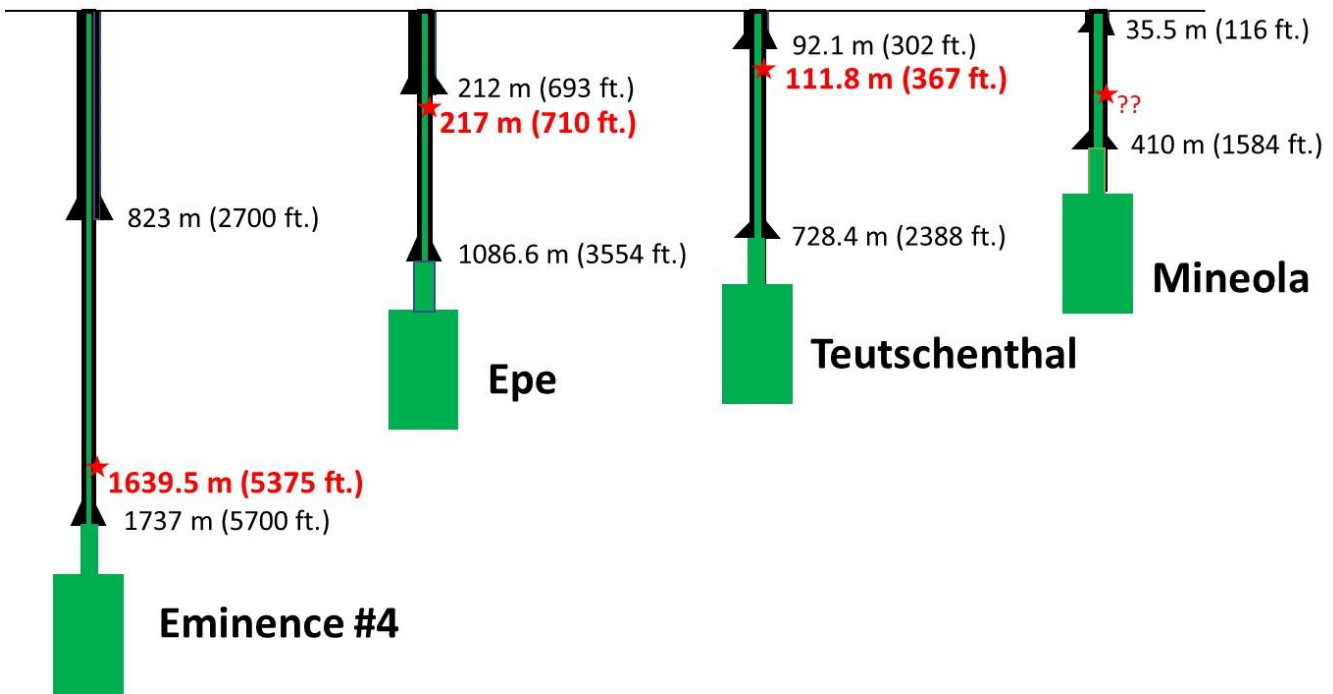 35.5 m (116 ft.)
92.1 m (302 ft.)
111.8 m (367 ft.)
212 m (693 ft.)
217 m (710 ft.)
??
410 m (1584 ft.)
823 m (2700 ft.)
728.4 m (2388 ft.)
1086.6 m (3554 ft.)
Mineola
Teutschenthal
Epe
1639.5 m (5375 ft.)
1737 m (5700 ft.)
Eminence #4